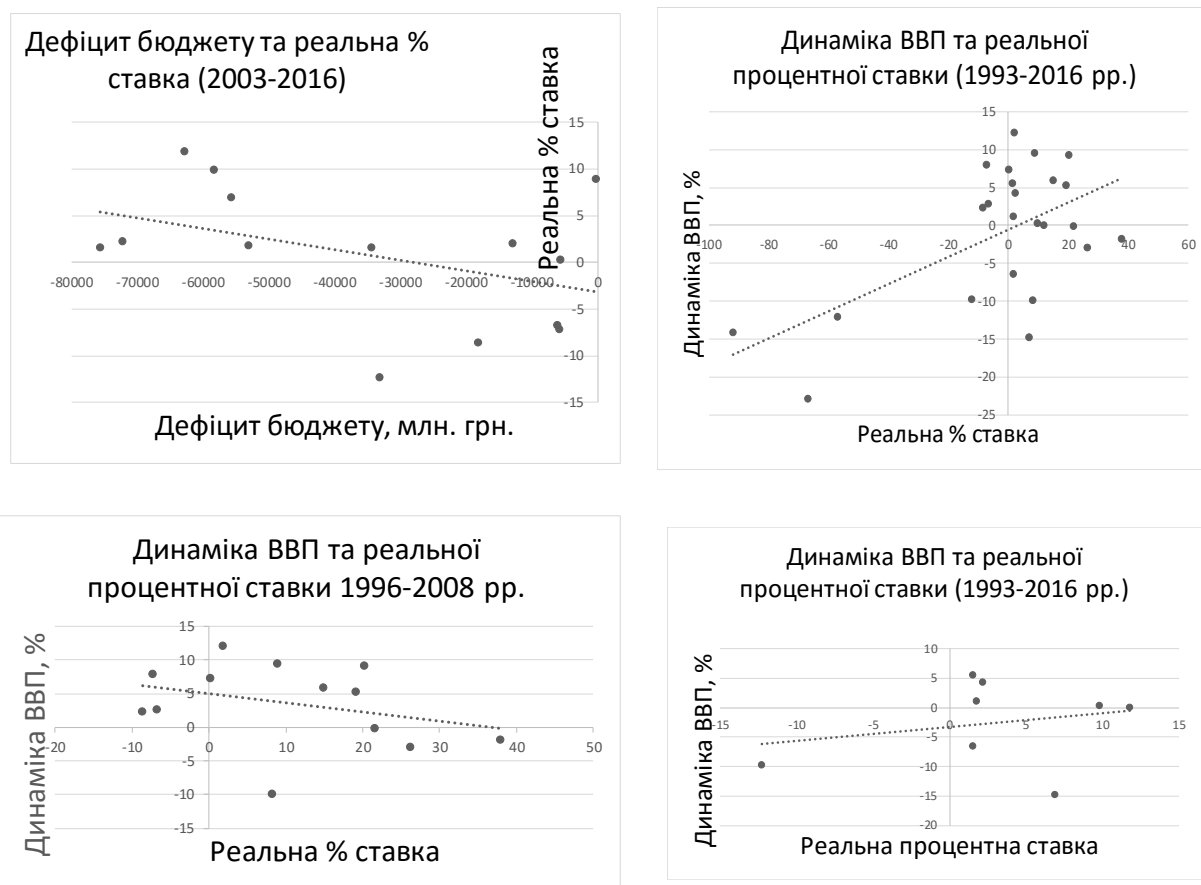 Дефіцит бюджету та реальна %
ставка (2003-2016)
Реальна % ставка
15
10
5
0
-5
-10
-15
-80000 -70000 -60000 -50000 -40000 -30000 -20000 -10000 0
Дефіцит бюджету, млн. грн.
Динаміка ВВП та реальної
процентної ставки (1993-2016 рр.)
Динаміка ВВП, %
15
10
5
0
-5
-10
-15
-20
-25
-100 -80 -60 -40 -20 0 20 40 60
Реальна % ставка
Динаміка ВВП та реальної
процентної ставки 1996-2008 рр.
Динаміка ВВП, %
15
10
5
0
-5
-10
-15
-20 -10 0 10 20 30 40 50
Реальна % ставка
Динаміка ВВП та реальної
процентної ставки (1993-2016 рр.)
Динаміка ВВП, %
10
5
0
-5
-10
-15
-20
-15 -10 -5 0 5 10 15
Реальна процентна ставка